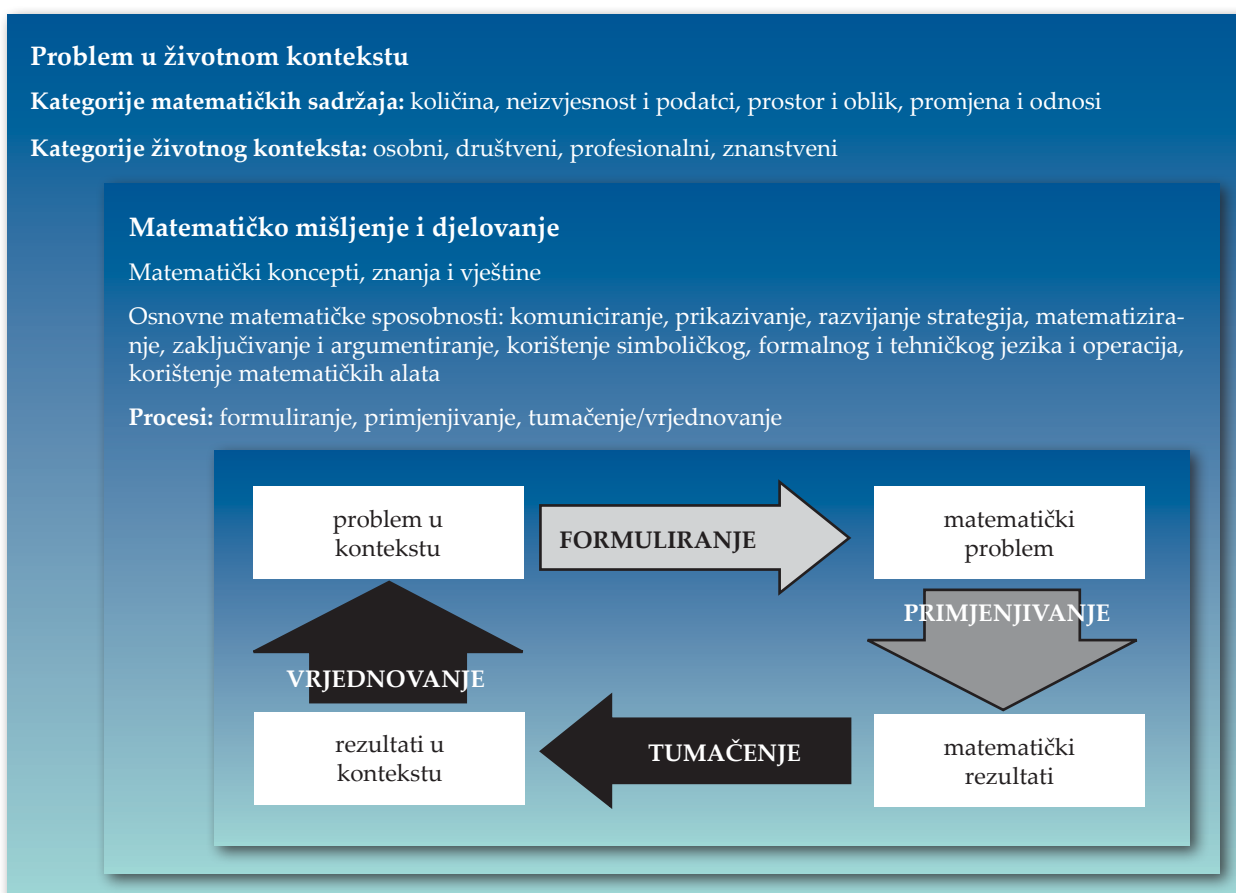 Problem u životnom kontekstu
Kategorije matematičkih sadržaja: količina, neizvjesnost i podatci, prostor i oblik, promjena i odnosi
Kategorije životnog konteksta: osobni, društveni, profesionalni, znanstveni
Matematičko mišljenje i djelovanje
Matematički koncepti, znanja i vještine
Osnovne matematičke sposobnosti: komuniciranje, prikazivanje, razvijanje strategija, matematizira-
nje, zaključivanje i argumentiranje, korištenje simboličkog, formalnog i tehničkog jezika i operacija,
korištenje matematičkih alata
Procesi: formuliranje, primjenjivanje, tumačenje/vrjednovanje
problem u
kontekstu
FORMULIRANJE
matematički
problem
PRIMJENJIVANJE
VRJEDNOVANJE
rezultati u
kontekstu
TUMAČENJE
matematički
rezultati